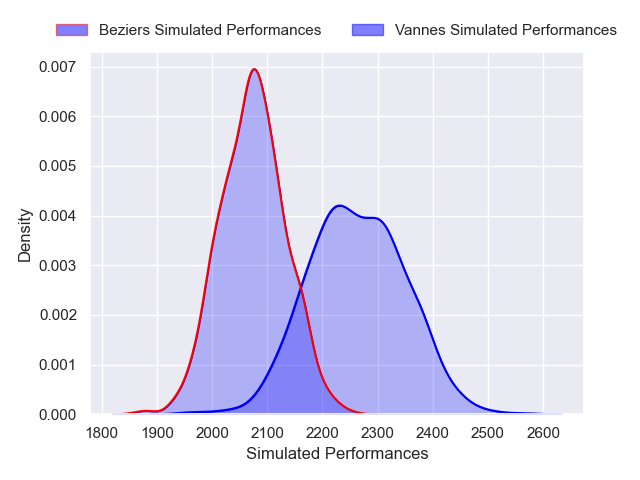 Beziers Simulated Performances Vannes Simulated Performances
0.007
0.006
0.005
0.004
0.003
0.002
0.001
0.000
Density
1800 1900 2000 2100 2200 2300 2400 2500 2600
Simulated Performances